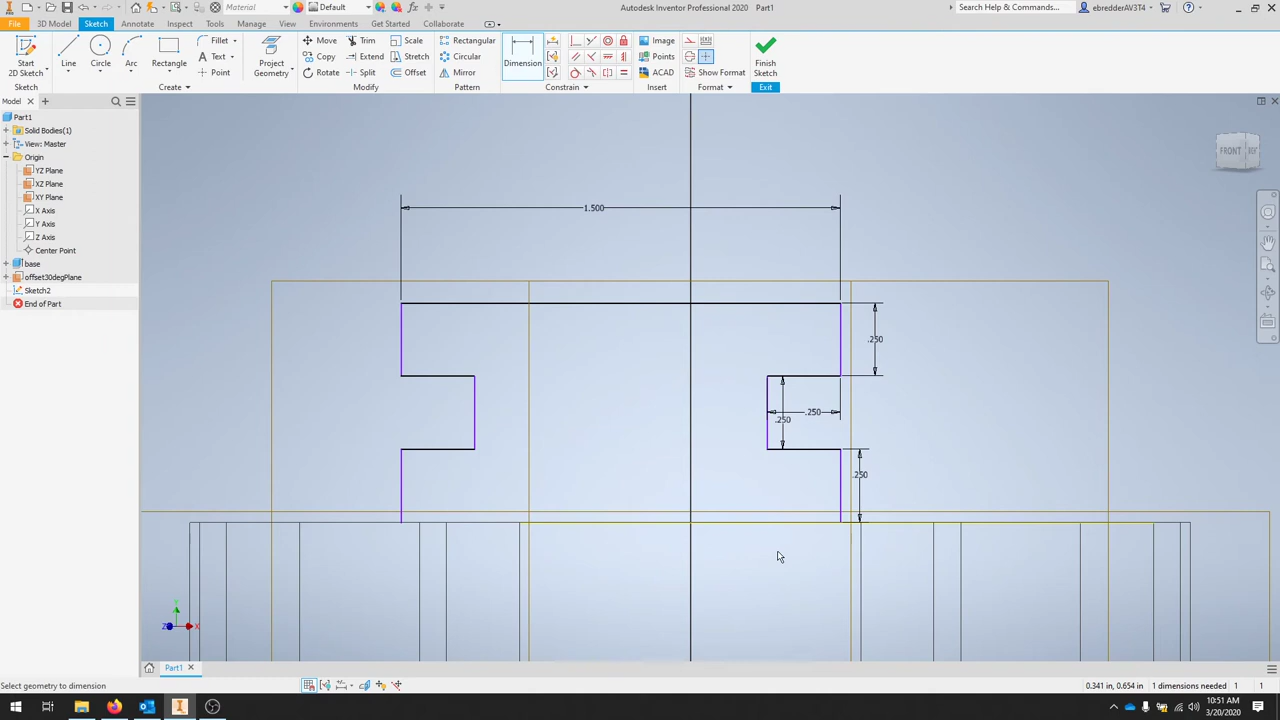 Material Default Autodesk Inventor Professional 2020 Part1 Search Help & Commands... ebredderAV3T4
File 3D Model Sketch Annotate Inspect Tools Manage View Environments Get Started Collaborate
Start 2D Sketch Line Circle Arc Rectangle Fillet Text Point Project Geometry Move Copy Rotate Trim Extend Split Scale Stretch Offset Rectangular Circular Mirror Dimension Image Points ACAD Show Format Finish Sketch
Sketch Create Modify Pattern Constrain Insert Format Exit
Model
Part1
Solid Bodies(1)
View: Master
Origin
YZ Plane
XZ Plane
XY Plane
X Axis
Y Axis
Z Axis
Center Point
base
offset30degPlane
Sketch2
End of Part
FRONT
1.500
.250
.250
.250
.250
Y
Z X
Part1
Select geometry to dimension 0.341 in, 0.654 in 1 dimensions needed 1 1
10:51 AM
3/20/2020